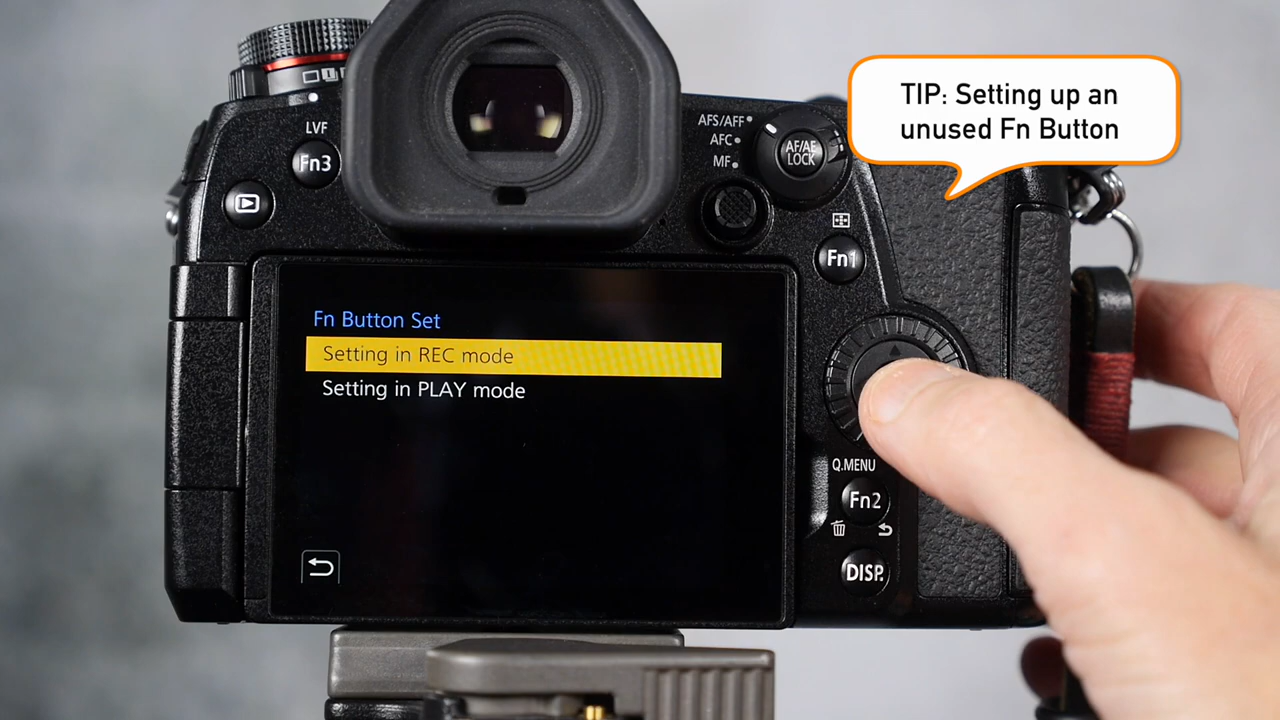 TIP: Setting up an
unused Fn Button
LVF
Fn3
AFS/AFF
AFC
MF
AF/AE
LOCK
Fn1
Fn Button Set
Setting in REC mode
Setting in PLAY mode
Q.MENU
Fn2
DISP.